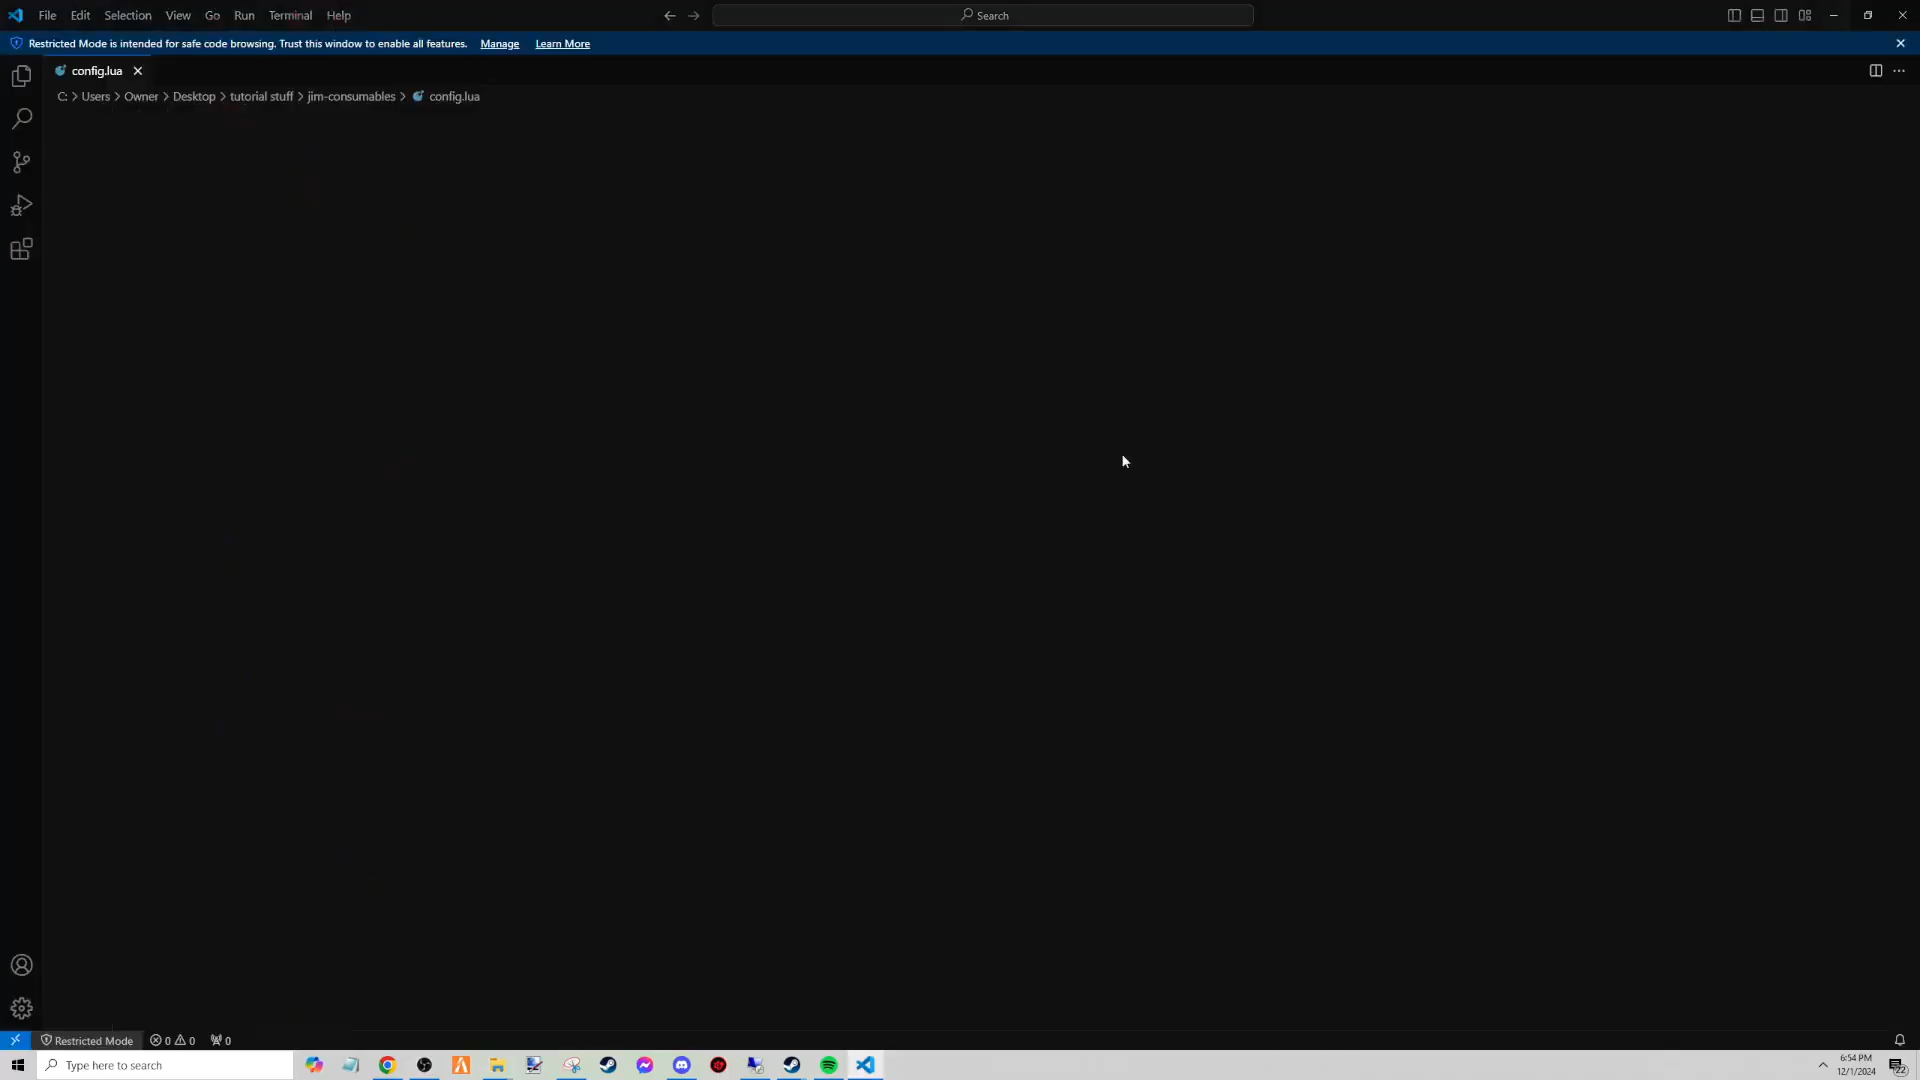 File Edit Selection View Go Run Terminal Help Search
Restricted Mode is intended for safe code browsing. Trust this window to enable all features. Manage Learn More
config.lua
C: > Users > Owner > Desktop > tutorial stuff > jim-consumables > config.lua
Restricted Mode 0 0 0
Type here to search
6:54 PM
12/1/2024
22